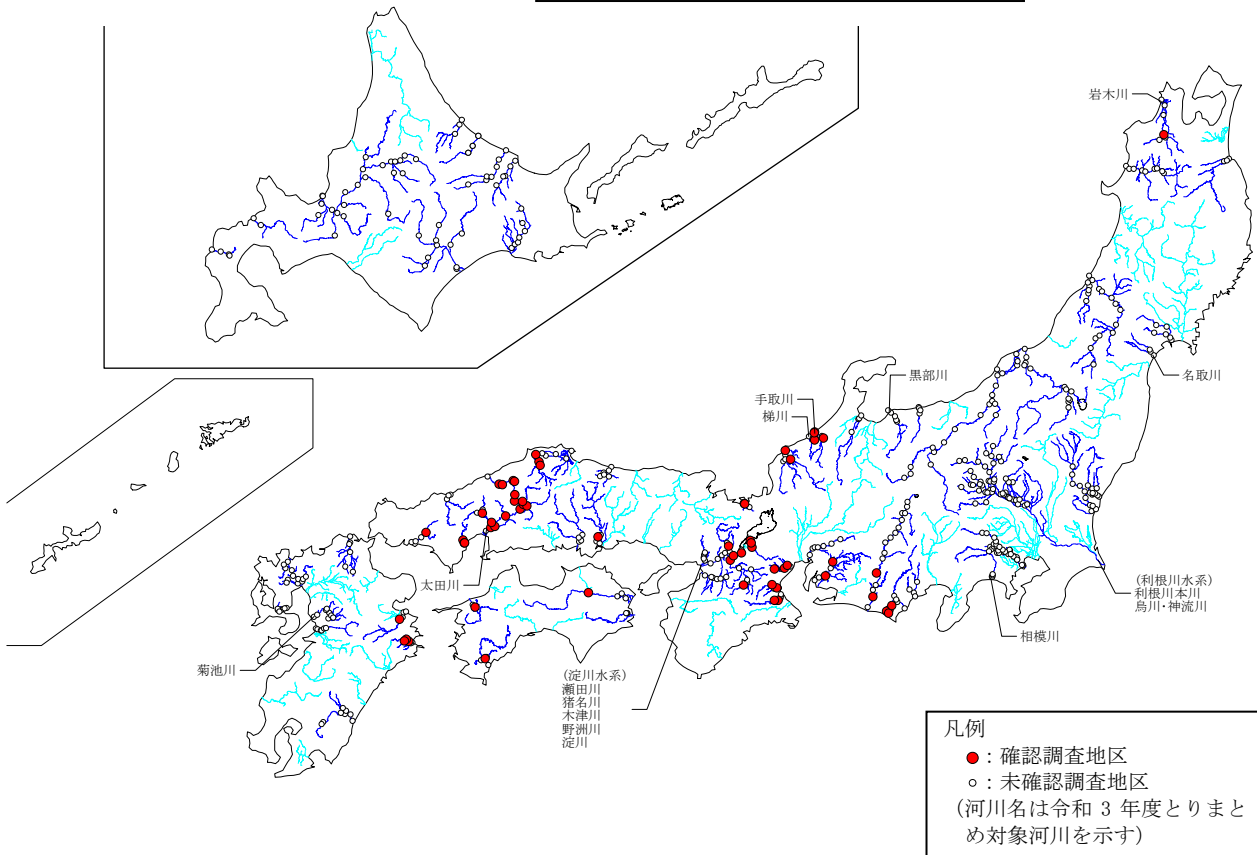 岩木川
名取川
黒部川
手取川
梯川
(利根川水系)
利根川本川
烏川・神流川
相模川
太田川
菊池川
(淀川水系)
瀬田川
猪名川
木津川
野洲川
淀川
凡例
：確認調査地区
：未確認調査地区
(河川名は令和 3 年度とりまと
め対象河川を示す)